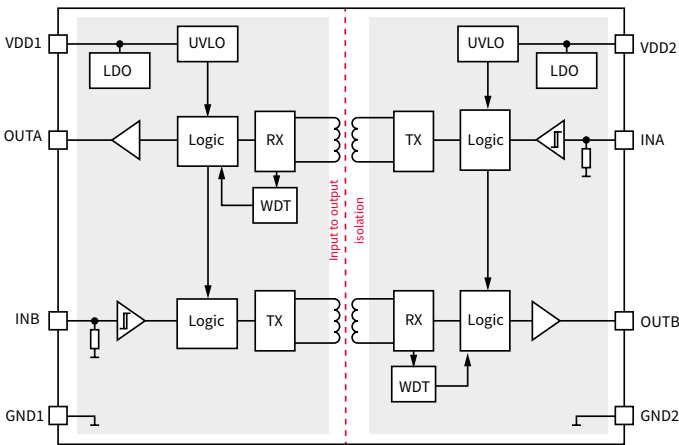 VDD1
UVLO
LDO
UVLO
LDO
VDD2
OUTA
Logic
RX
TX
Logic
INA
WDT
Input to output
isolation
INB
Logic
TX
RX
Logic
OUTB
WDT
GND1
GND2